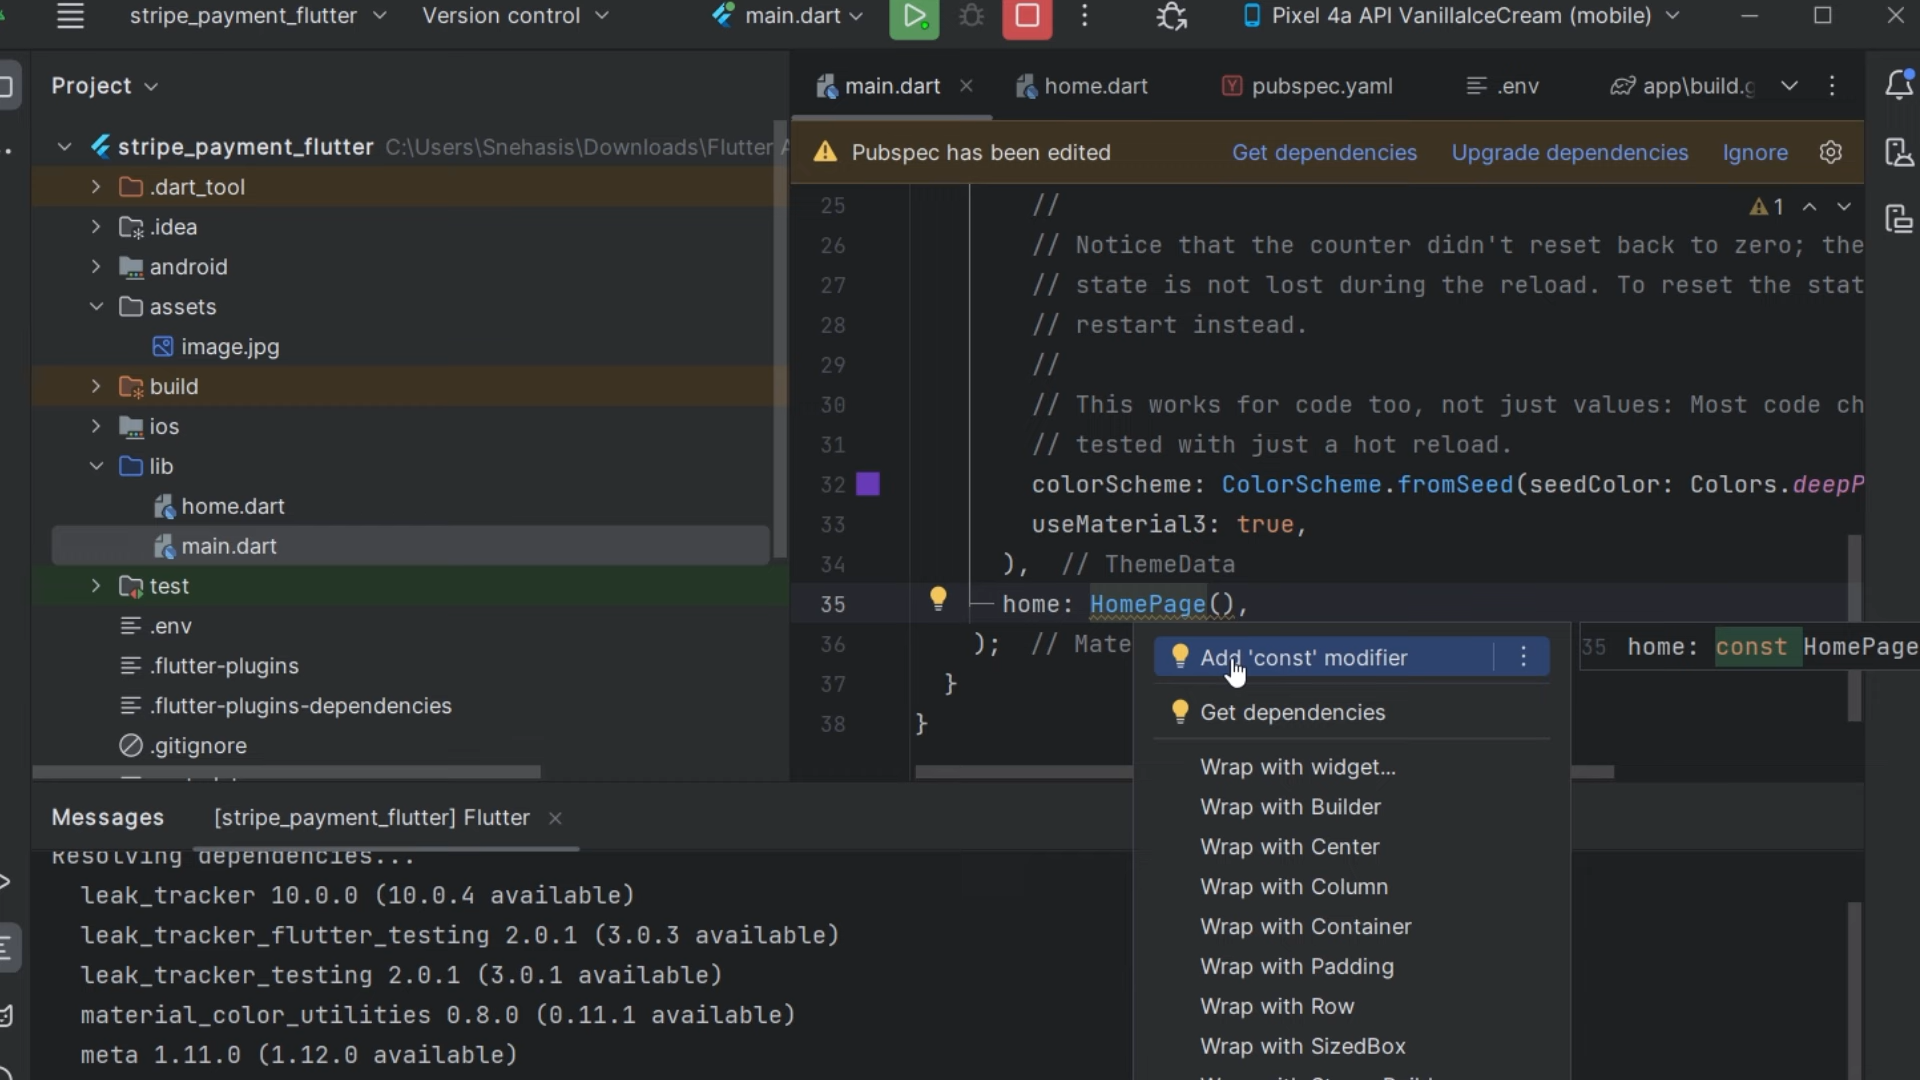 stripe_payment_flutter
Version control
main.dart
Pixel 4a API VanillaIceCream (mobile)
Project
main.dart
home.dart
pubspec.yaml
.env
app\build.g
Pubspec has been edited
Get dependencies
Upgrade dependencies
Ignore
stripe_payment_flutter C:\Users\Snehasis\Downloads\Flutter A
.dart_tool
.idea
android
assets
image.jpg
build
ios
lib
home.dart
main.dart
test
.env
.flutter-plugins
.flutter-plugins-dependencies
.gitignore
25 //
1
26 // Notice that the counter didn't reset back to zero; the
27 // state is not lost during the reload. To reset the stat
28 // restart instead.
29 //
30 // This works for code too, not just values: Most code ch
31 // tested with just a hot reload.
32 colorScheme: ColorScheme.fromSeed(seedColor: Colors.deepP
33 useMaterial3: true,
34 ), // ThemeData
35 home: HomePage(),
36 ); // Mate
37 }
38 }
Add 'const' modifier
35 home: const HomePage
Get dependencies
Wrap with widget...
Wrap with Builder
Wrap with Center
Wrap with Column
Wrap with Container
Wrap with Padding
Wrap with Row
Wrap with SizedBox
Messages
[stripe_payment_flutter] Flutter
Resolving dependencies...
leak_tracker 10.0.0 (10.0.4 available)
leak_tracker_flutter_testing 2.0.1 (3.0.3 available)
leak_tracker_testing 2.0.1 (3.0.1 available)
material_color_utilities 0.8.0 (0.11.1 available)
meta 1.11.0 (1.12.0 available)